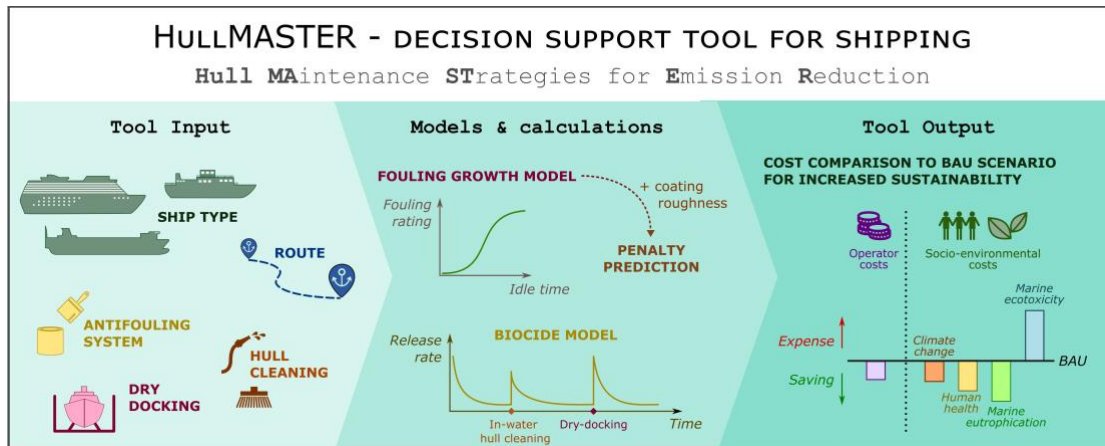 HullMASTER - DECISION SUPPORT TOOL FOR SHIPPING
Hull MAintenance STrategies for Emission Reduction
Tool Input
SHIP TYPE
ROUTE
ANTIFOULING
SYSTEM
HULL
CLEANING
DRY
DOCKING
Models & calculations
FOULING GROWTH MODEL
+ coating
roughness
Fouling
rating
Idle time
PENALTY
PREDICTION
BIOCIDE MODEL
Release
rate
In-water
hull cleaning
Dry-docking
Time
Tool Output
COST COMPARISON TO BAU SCENARIO
FOR INCREASED SUSTAINABILITY
Operator
costs
Socio-environmental
costs
Marine
ecotoxicity
Expense
Climate
change
BAU
Saving
Human
health
Marine
eutrophication